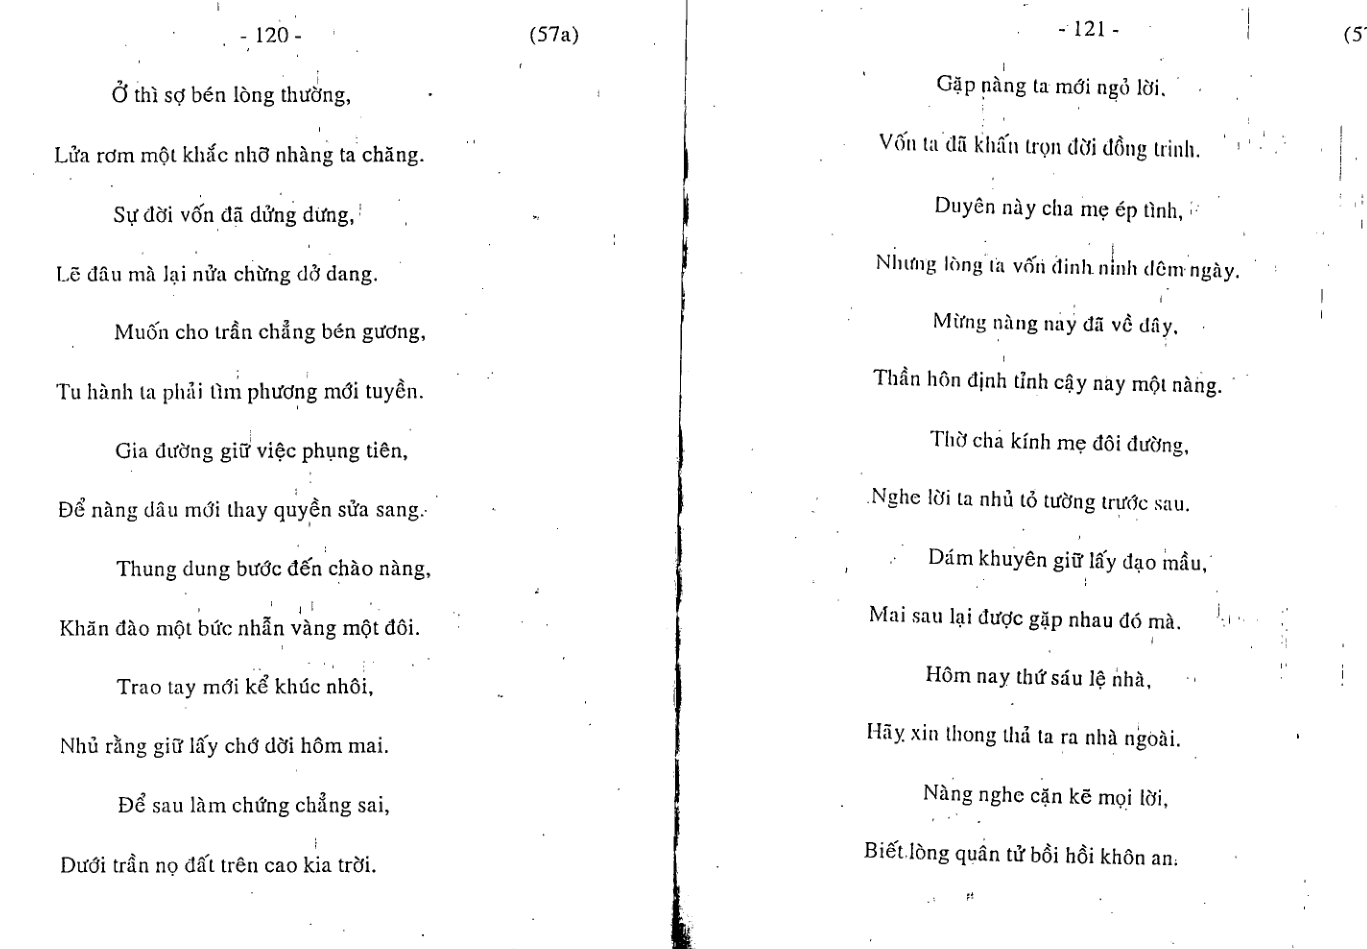 - 120 -
(57a)
Ở thì sợ bén lòng thường,
Lửa rơm một khắc nhỡ nhàng ta chăng.
Sự đời vốn đã dửng dưng,
Lẽ đâu mà lại nửa chừng dở dang.
Muốn cho trần chẳng bén gương,
Tu hành ta phải tìm phương mới tuyền.
Gia đường giữ việc phụng tiên,
Để nàng dâu mới thay quyền sửa sang.
Thung dung bước đến chào nàng,
Khăn đào một bức nhẫn vàng một đôi.
Trao tay mới kể khúc nhôi,
Nhủ rằng giữ lấy chớ dời hôm mai.
Để sau làm chứng chẳng sai,
Dưới trần nọ đất trên cao kia trời.
- 121 -
(57
Gặp nàng ta mới ngỏ lời.
Vốn ta đã khấn trọn đời đồng trinh.
Duyên này cha mẹ ép tình,
Nhưng lòng ta vốn đinh ninh đêm ngày.
Mừng nàng nay đã về đây.
Thần hôn định tỉnh cậy nay một nàng.
Thờ cha kính mẹ đôi đường,
Nghe lời ta nhủ tỏ tường trước sau.
Dám khuyên giữ lấy đạo mầu,
Mai sau lại được gặp nhau đó mà.
Hôm nay thứ sáu lệ nhà,
Hãy xin thong thả ta ra nhà ngoài.
Nàng nghe cặn kẽ mọi lời,
Biết lòng quân tử bồi hồi khôn an.